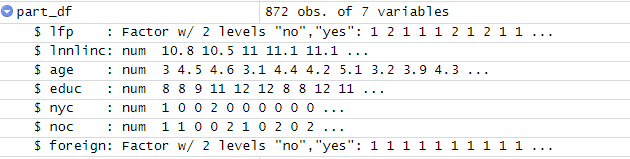 part_df 872 obs. of 7 variables
$ lfp : Factor w/ 2 levels "no","yes": 1 2 1 1 1 2 1 2 1 1 ...
$ lnnlinc: num 10.8 10.5 11 11.1 11.1 ...
$ age : num 3 4.5 4.6 3.1 4.4 4.2 5.1 3.2 3.9 4.3 ...
$ educ : num 8 8 9 11 12 12 8 8 12 11 ...
$ nyc : num 1 0 0 2 0 0 0 0 0 0 ...
$ noc : num 1 1 0 0 2 1 0 2 0 2 ...
$ foreign: Factor w/ 2 levels "no","yes": 1 1 1 1 1 1 1 1 1 1 ...